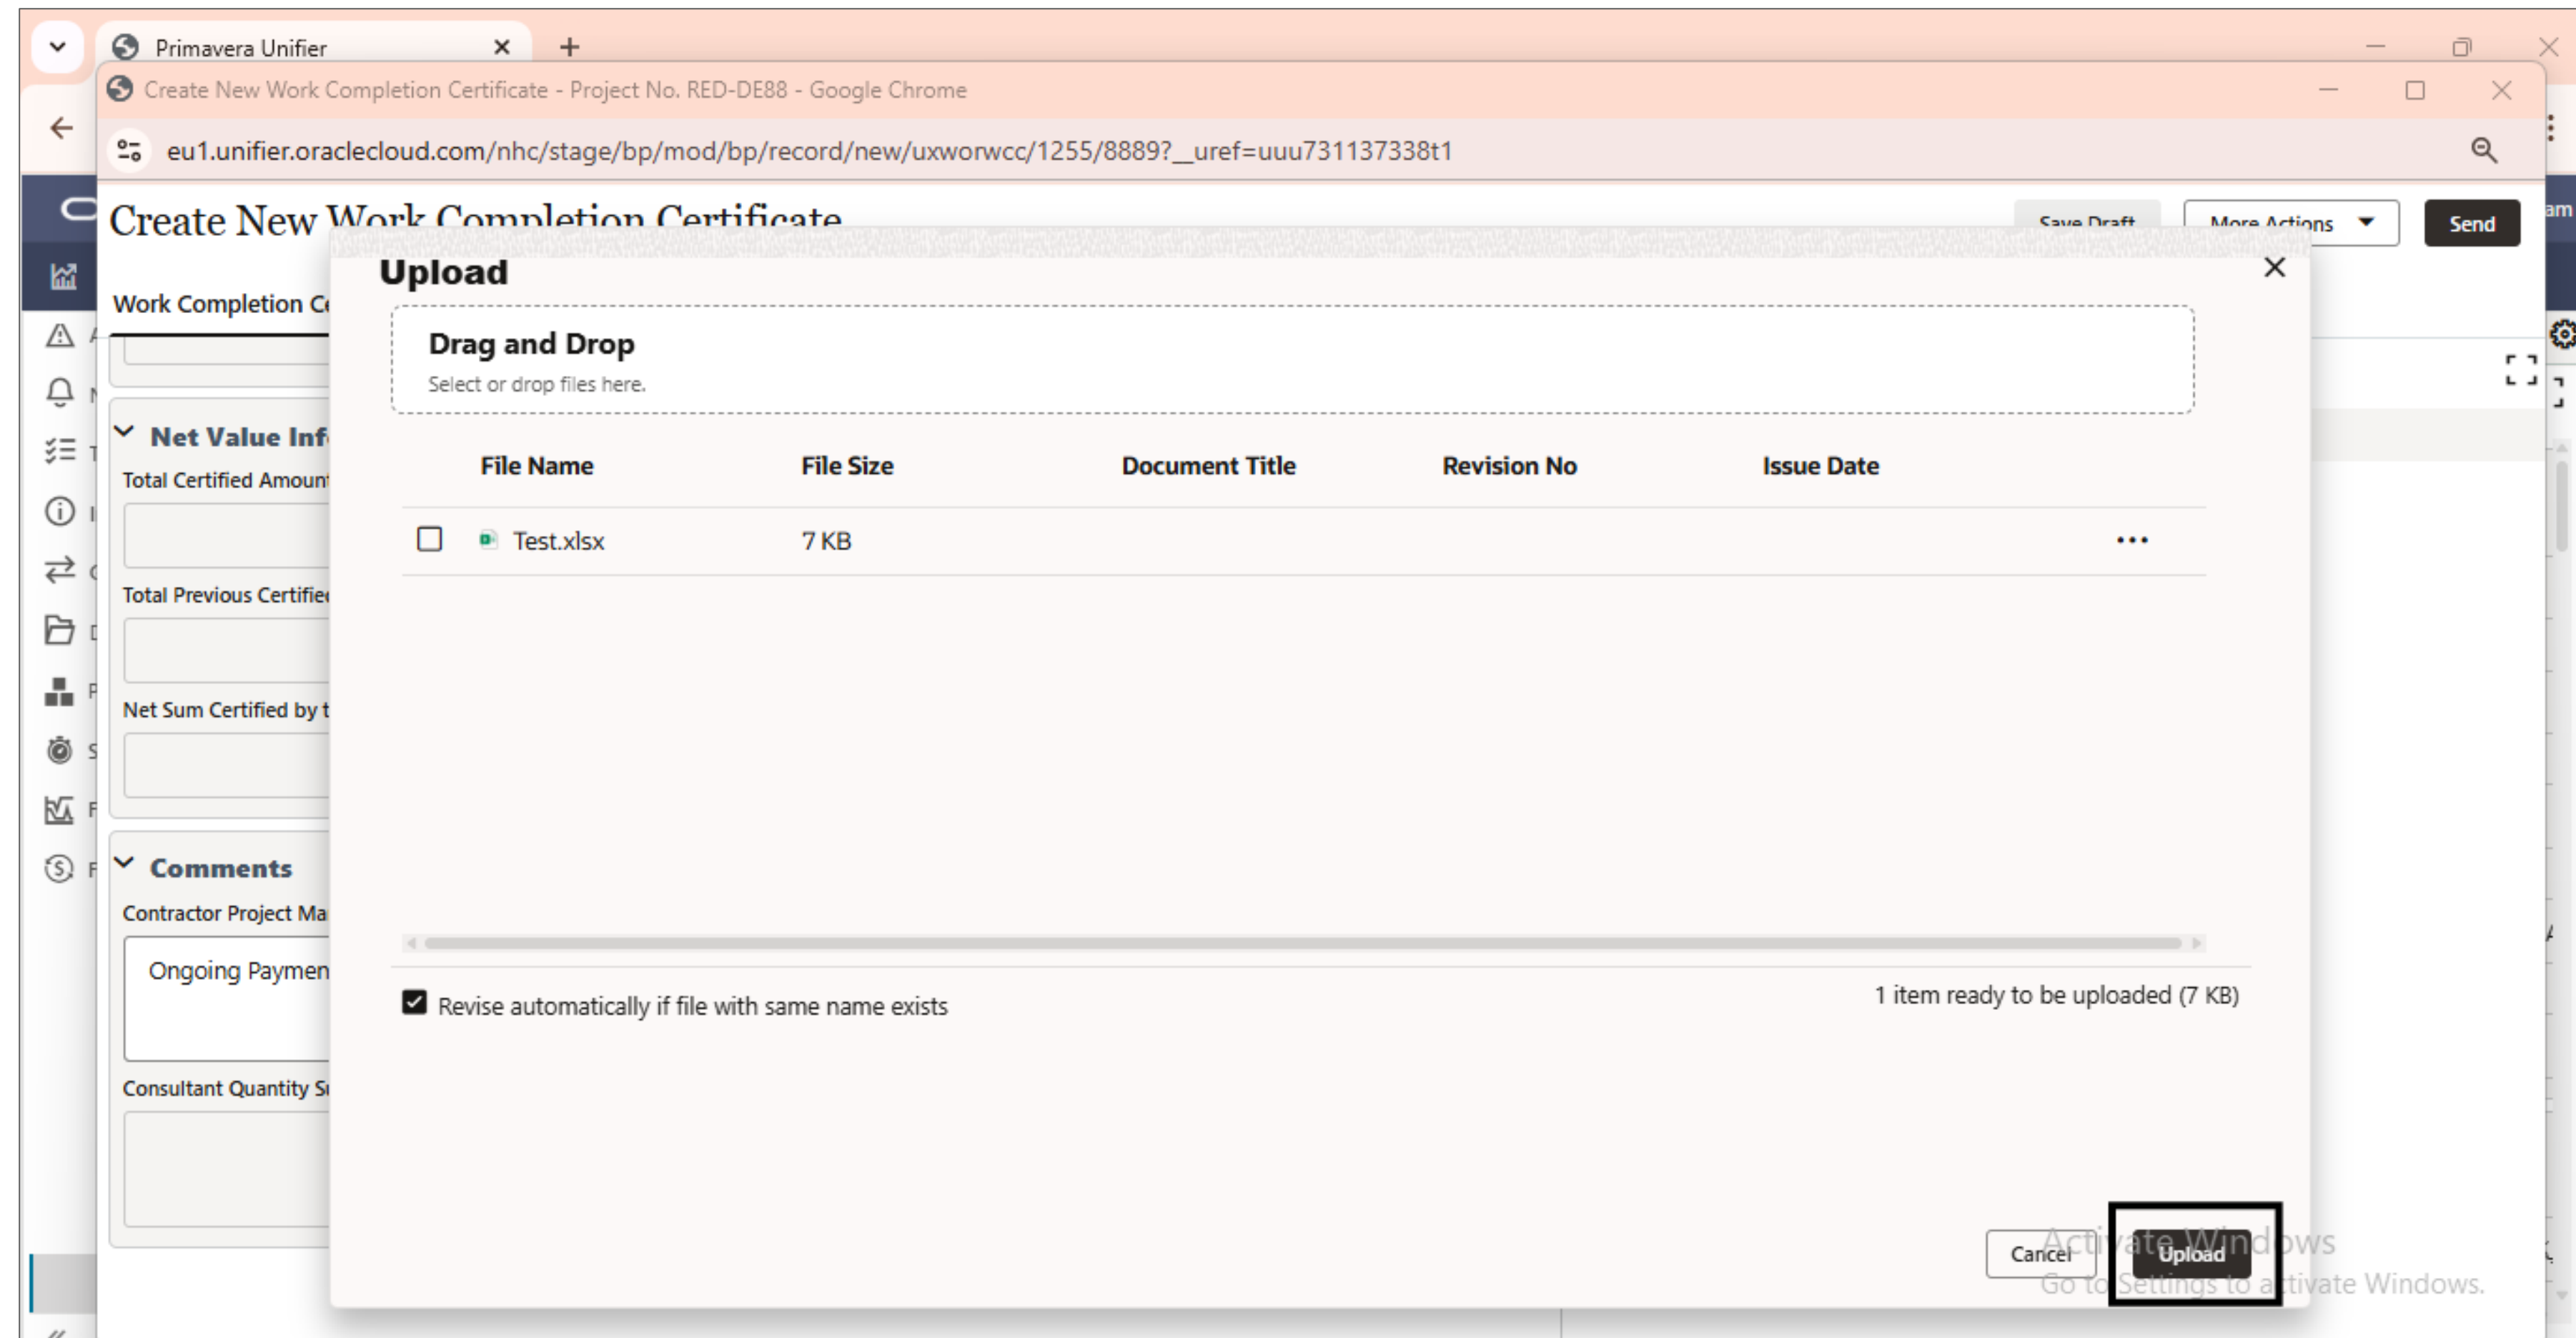 Primavera Unifier
Create New Work Completion Certificate - Project No. RED-DE88 - Google Chrome
eu1.unifier.oraclecloud.com/nhc/stage/bp/mod/bp/record/new/uxworwcc/1255/8889?__uref=uuu731137338t1
Create New Work Completion Certificate
Save Draft
More Actions
Send
am
Upload
Work Completion Ce
Drag and Drop
Select or drop files here.
Net Value Inf
File Name File Size Document Title Revision No Issue Date
Total Certified Amoun
Test.xlsx 7 KB
Total Previous Certified
Net Sum Certified by t
Comments
Contractor Project Ma
Ongoing Paymen
Revise automatically if file with same name exists
1 item ready to be uploaded (7 KB)
Consultant Quantity Su
Cancel
Upload
Activate Windows
Go to Settings to activate Windows.